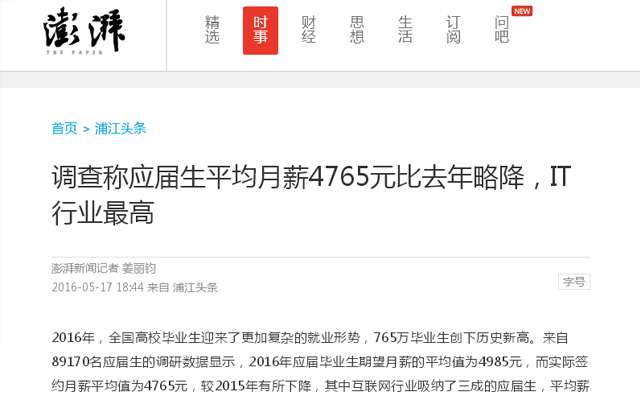 澎湃
THE PAPER
精选 时事 财经 思想 生活 订阅 问吧 NEW
首页 > 浦江头条
调查称应届生平均月薪4765元比去年略降，IT
行业最高
澎湃新闻记者 姜丽钧
2016-05-17 18:44 来自 浦江头条
字号
2016年，全国高校毕业生迎来了更加复杂的就业形势，765万毕业生创下历史新高。来自
89170名应届生的调研数据显示，2016年应届毕业生期望月薪的平均值为4985元，而实际签
约月薪平均值为4765元，较2015年有所下降，其中互联网行业吸纳了三成的应届生，平均薪